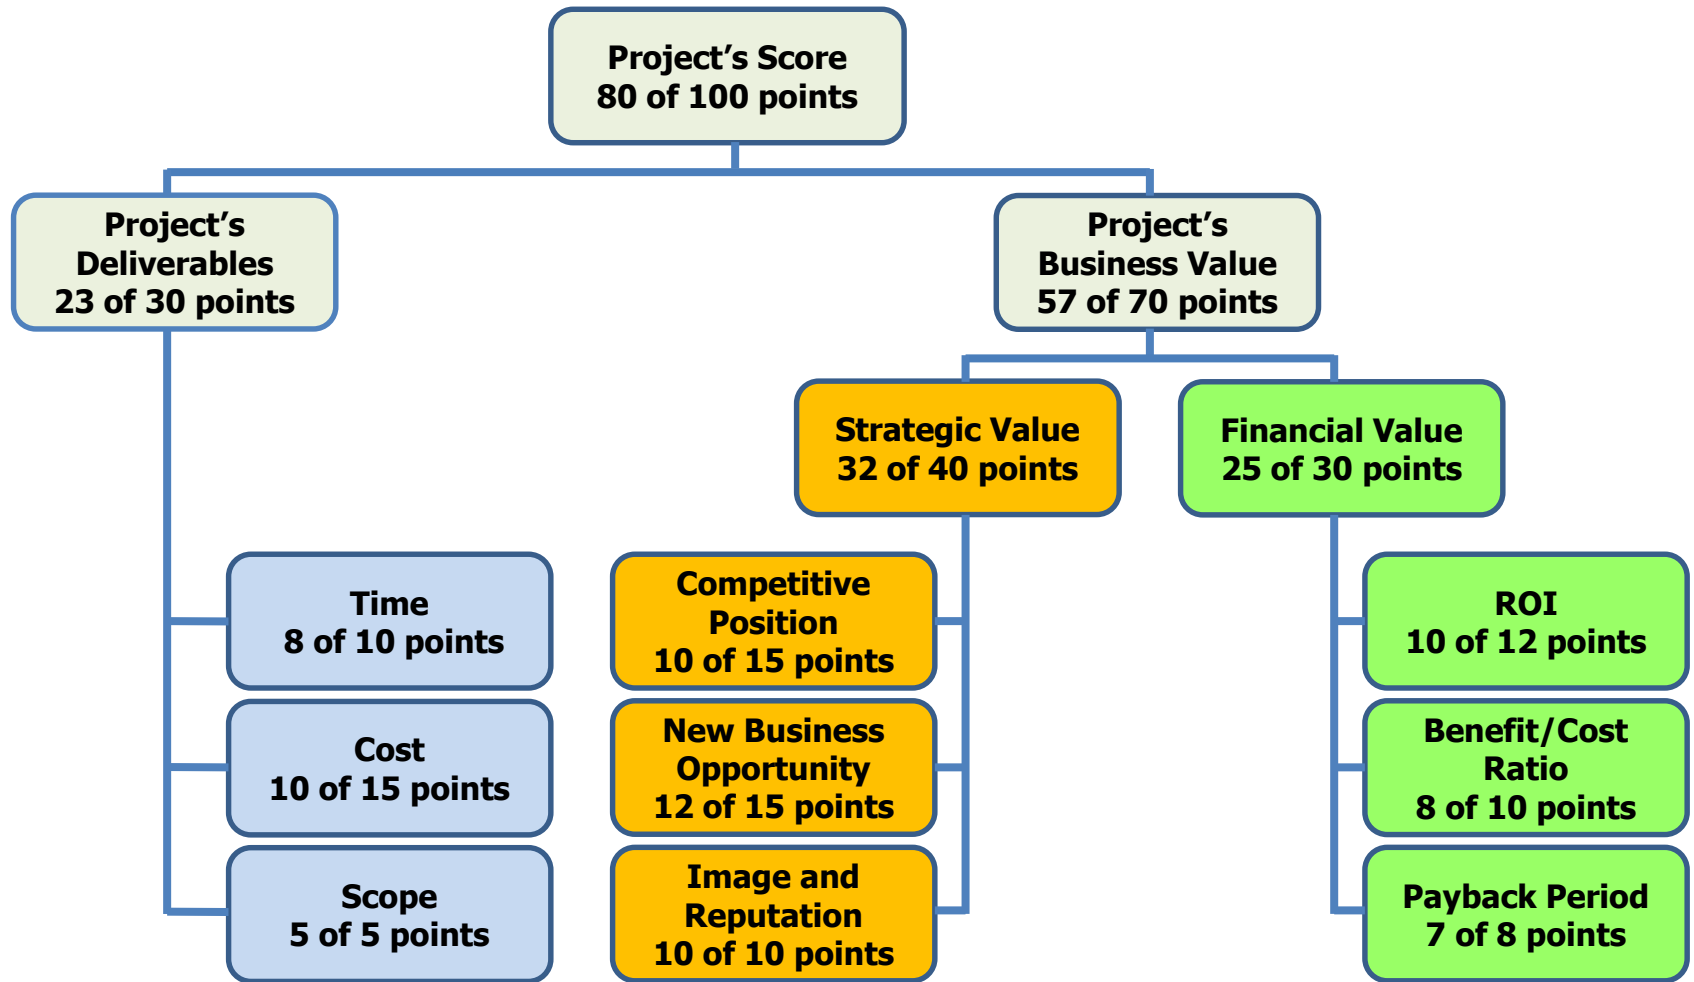 Project’s Score
80 of 100 points
Project’s
Deliverables
23 of 30 points
Project’s
Business Value
57 of 70 points
Strategic Value
32 of 40 points
Financial Value
25 of 30 points
Time
8 of 10 points
Cost
10 of 15 points
Scope
5 of 5 points
Competitive
Position
10 of 15 points
New Business
Opportunity
12 of 15 points
Image and
Reputation
10 of 10 points
ROI
10 of 12 points
Benefit/Cost
Ratio
8 of 10 points
Payback Period
7 of 8 points